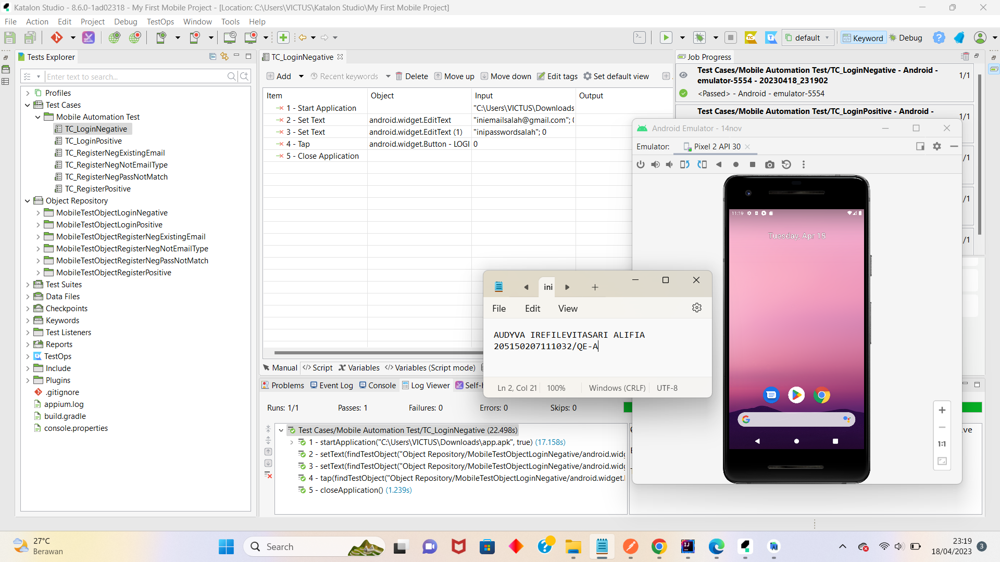 Katalon Studio - 8.6.0-1ad02318 - My First Mobile Project - [Location: C:\Users\VICTUS\Katalon Studio\My First Mobile Project]
File Action Edit Project Debug TestOps Window Tools Help
default Keyword Debug
Tests Explorer
Enter text to search...
Profiles
Test Cases
Mobile Automation Test
TC_LoginNegative
TC_LoginPositive
TC_RegisterNegExistingEmail
TC_RegisterNegNotEmailType
TC_RegisterNegPassNotMatch
TC_RegisterPositive
Object Repository
MobileTestObjectLoginNegative
MobileTestObjectLoginPositive
MobileTestObjectRegisterNegExistingEmail
MobileTestObjectRegisterNegNotEmailType
MobileTestObjectRegisterNegPassNotMatch
MobileTestObjectRegisterPositive
Test Suites
Data Files
Checkpoints
Keywords
Test Listeners
Reports
TestOps
Include
Plugins
.gitignore
appium.log
build.gradle
console.properties
TC_LoginNegative
Add Recent keywords Delete Move up Move down Edit tags Set default view
Item Object Input Output
1 - Start Application "C:\Users\VICTUS\Downloads
2 - Set Text android.widget.EditText "iniemailsalah@gmail.com"; (
3 - Set Text android.widget.EditText (1) "inipasswordsalah"; 0
4 - Tap android.widget.Button - LOGI 0
5 - Close Application
Manual Script Variables Variables (Script mode)
Problems Event Log Console Log Viewer Self-H
Runs: 1/1 Passes: 1 Failures: 0 Errors: 0 Skips: 0
Test Cases/Mobile Automation Test/TC_LoginNegative (22.498s)
1 - startApplication("C:\Users\VICTUS\Downloads\app.apk", true) (17.158s)
2 - setText(findTestObject("Object Repository/MobileTestObjectLoginNegative/android.widg
3 - setText(findTestObject("Object Repository/MobileTestObjectLoginNegative/android.widg
4 - tap(findTestObject("Object Repository/MobileTestObjectLoginNegative/android.widget.
5 - closeApplication() (1.239s)
Job Progress
Test Cases/Mobile Automation Test/TC_LoginNegative - Android - 1/1
emulator-5554 - 20230418_231902
<Passed> - Android - emulator-5554
Test Cases/Mobile Automation Test/TC_LoginPositive - Android -
/1
/1
/1
/1
Android Emulator - 14nov
Emulator: Pixel 2 API 30
11:19
Tuesday, Apr 18
1:1
ini
File Edit View
AUDYVA IREFILEVITASARI ALIFIA
205150207111032/QE-A
Ln 2, Col 21 100% Windows (CRLF) UTF-8
ve
27°C
Berawan
Search
23:19
18/04/2023
3